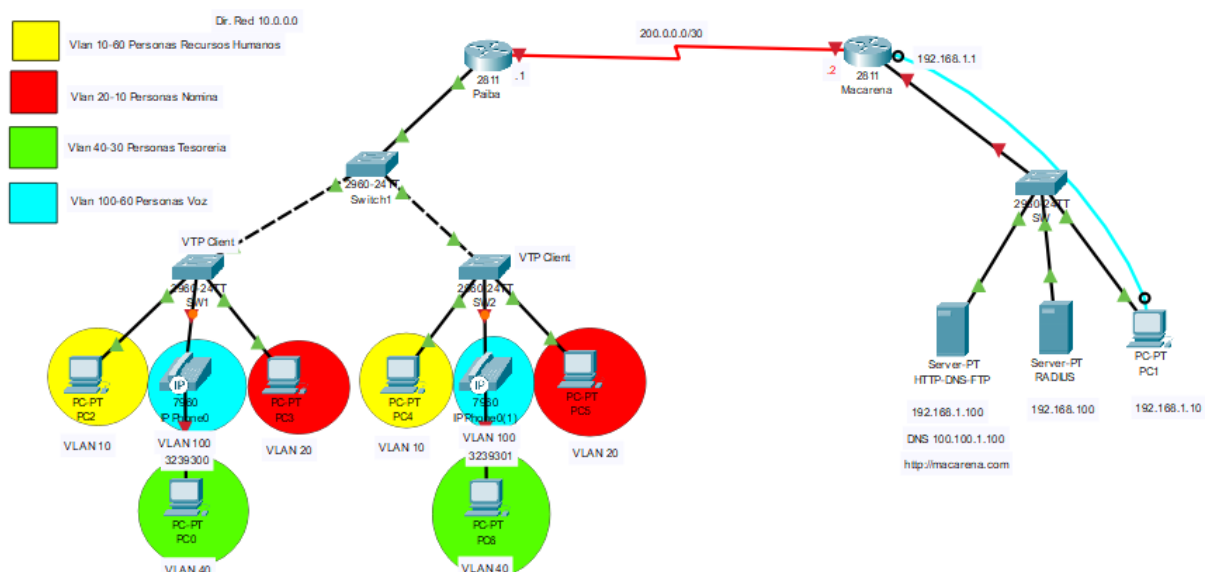 Dir. Red 10.0.0.0
Vlan 10-60 Personas Recursos Humanos
Vlan 20-10 Personas Nomina
Vlan 40-30 Personas Tesoreria
Vlan 100-60 Personas Voz
200.0.0.0/30
.1
2811
Paiba
.2
2811
Macarena
192.168.1.1
2960-24TT
Switch1
VTP Client
2960-24TT
SW1
VTP Client
2960-24TT
SW2
2960-24TT
SW
PC-PT
PC2
VLAN 10
IP
7960
IP Phone0
VLAN 100
3239300
PC-PT
PC3
VLAN 20
PC-PT
PC0
VLAN 40
PC-PT
PC4
VLAN 10
IP
7960
IP Phone0(1)
VLAN 100
3239301
PC-PT
PC5
VLAN 20
PC-PT
PC6
VLAN 40
Server-PT
HTTP-DNS-FTP
192.168.1.100
DNS 100.100.1.100
http://macarena.com
Server-PT
RADIUS
192.168.100
PC-PT
PC1
192.168.1.10